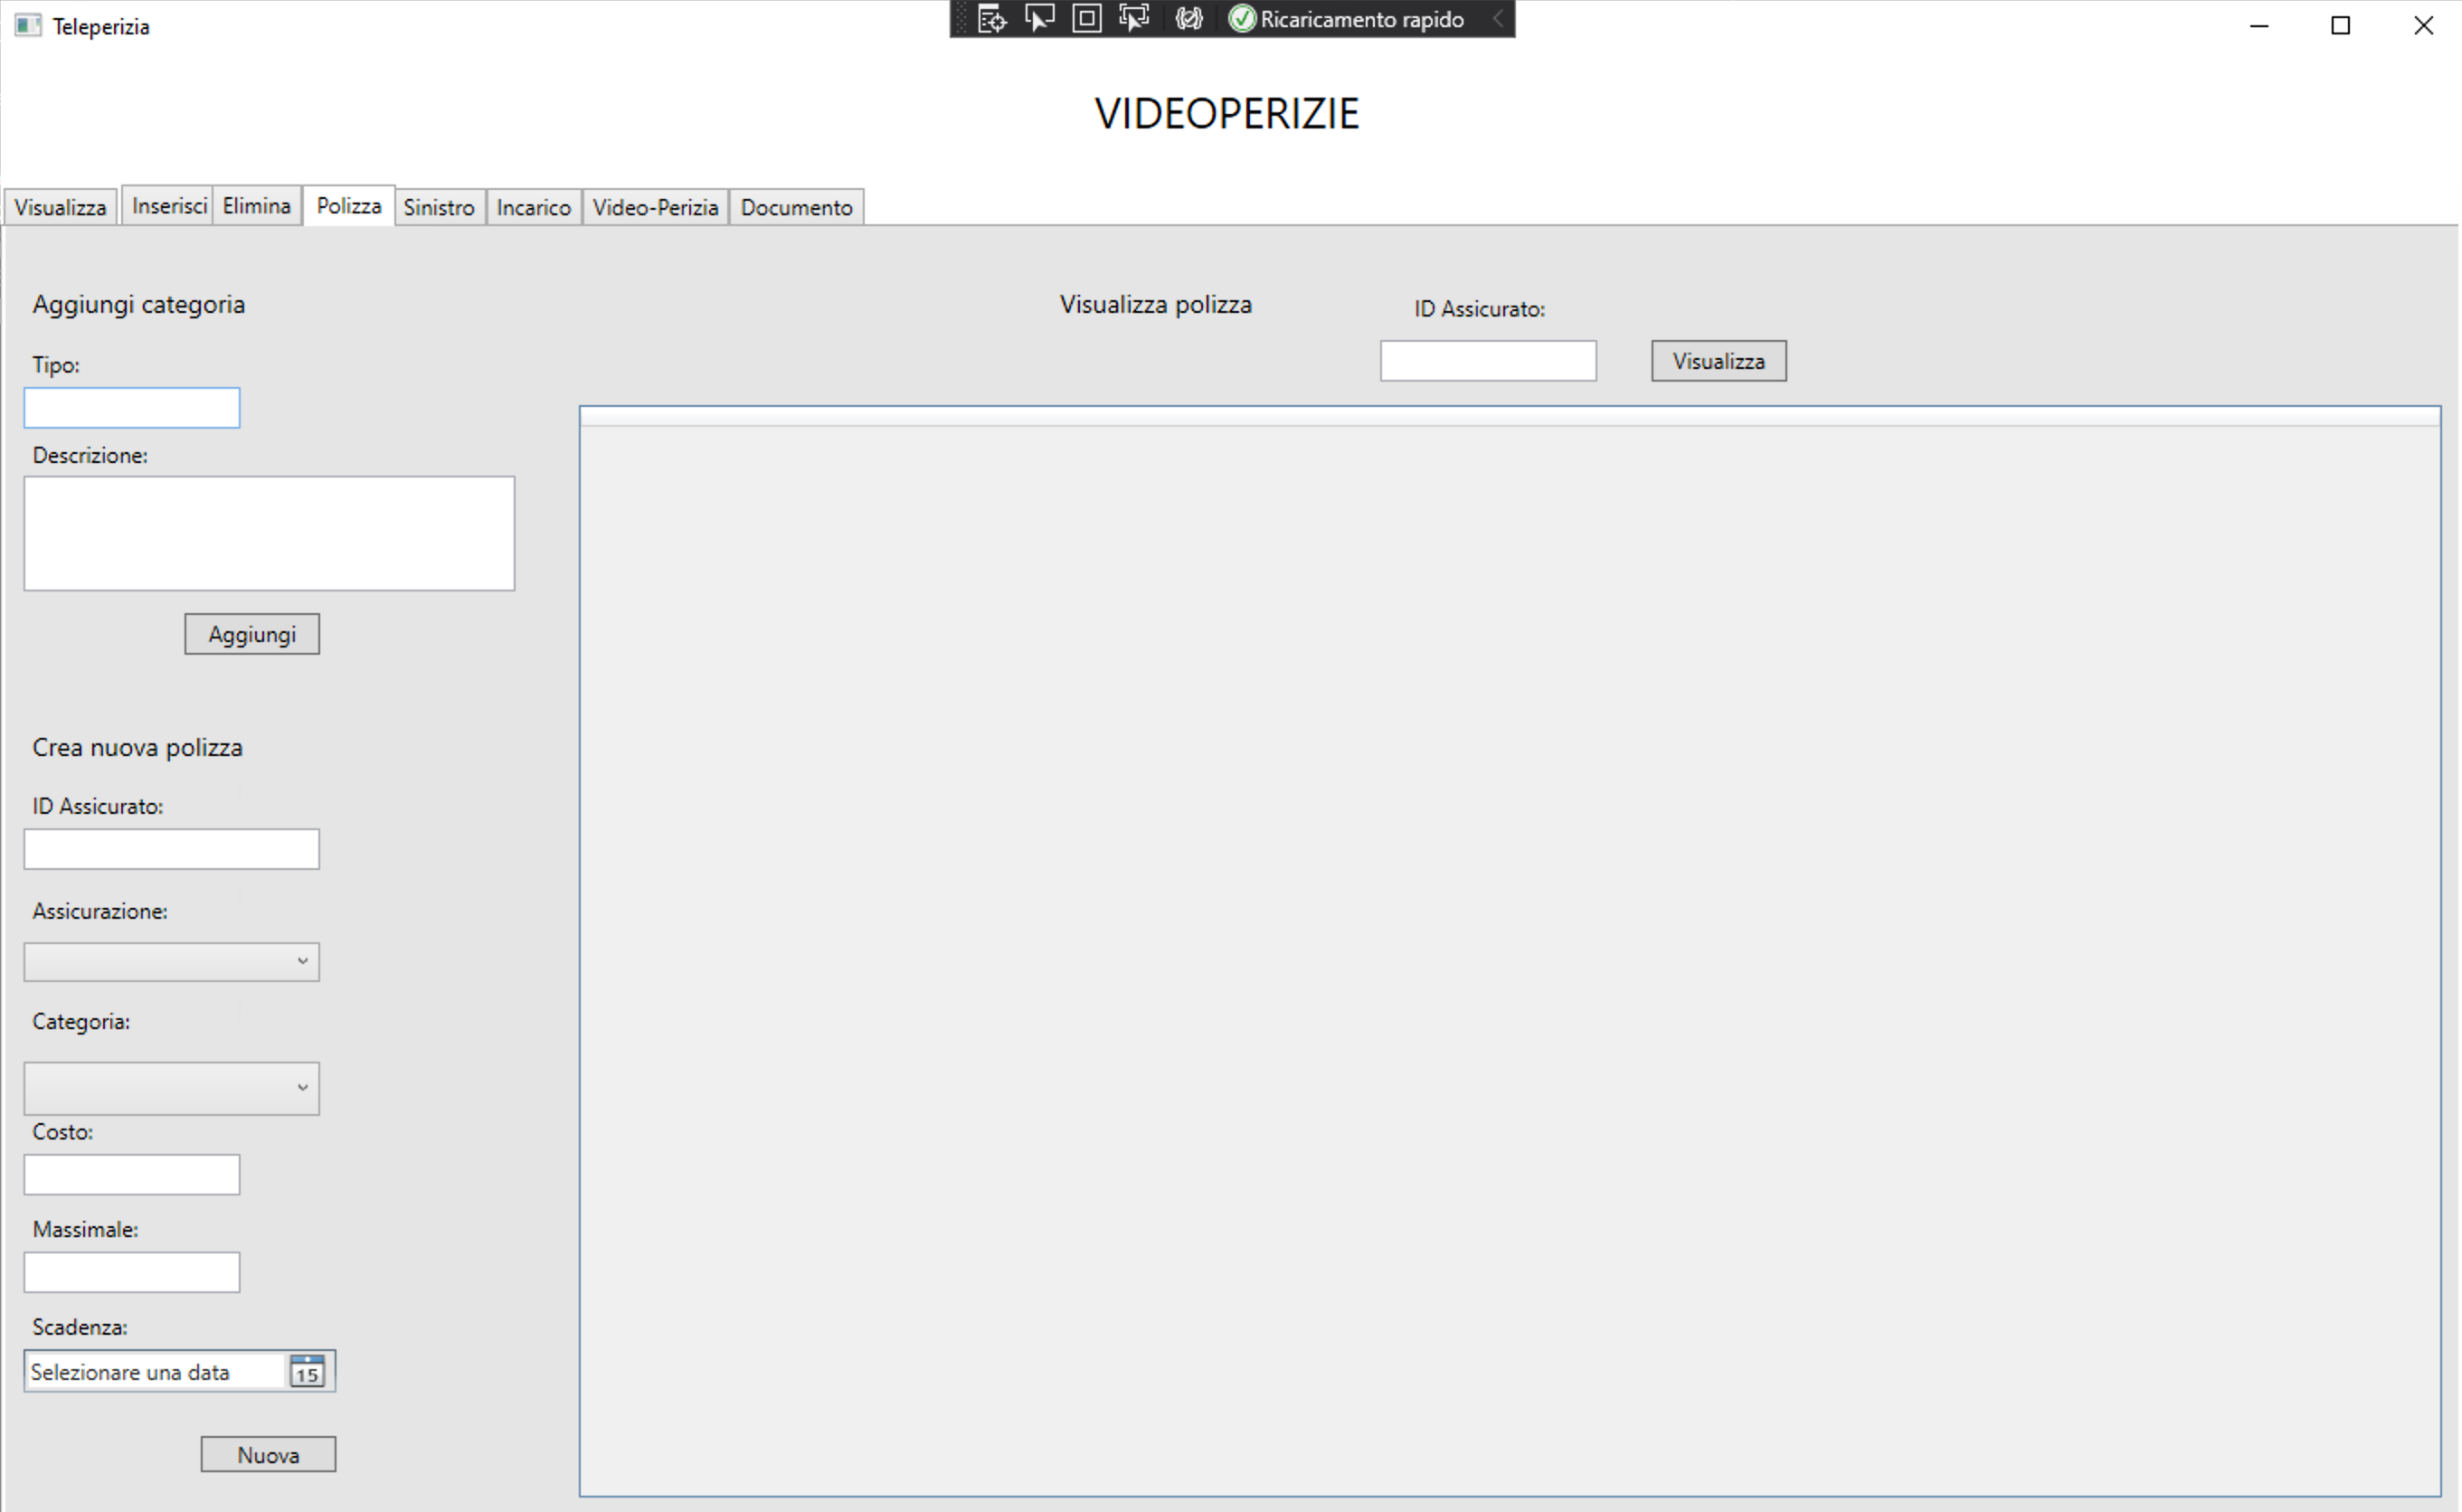 Teleperizia
Ricaricamento rapido
VIDEOPERIZIE
Visualizza Inserisci Elimina Polizza Sinistro Incarico Video-Perizia Documento
Aggiungi categoria
Tipo:
Descrizione:
Aggiungi
Visualizza polizza
ID Assicurato:
Visualizza
Crea nuova polizza
ID Assicurato:
Assicurazione:
Categoria:
Costo:
Massimale:
Scadenza:
Selezionare una data 15
Nuova